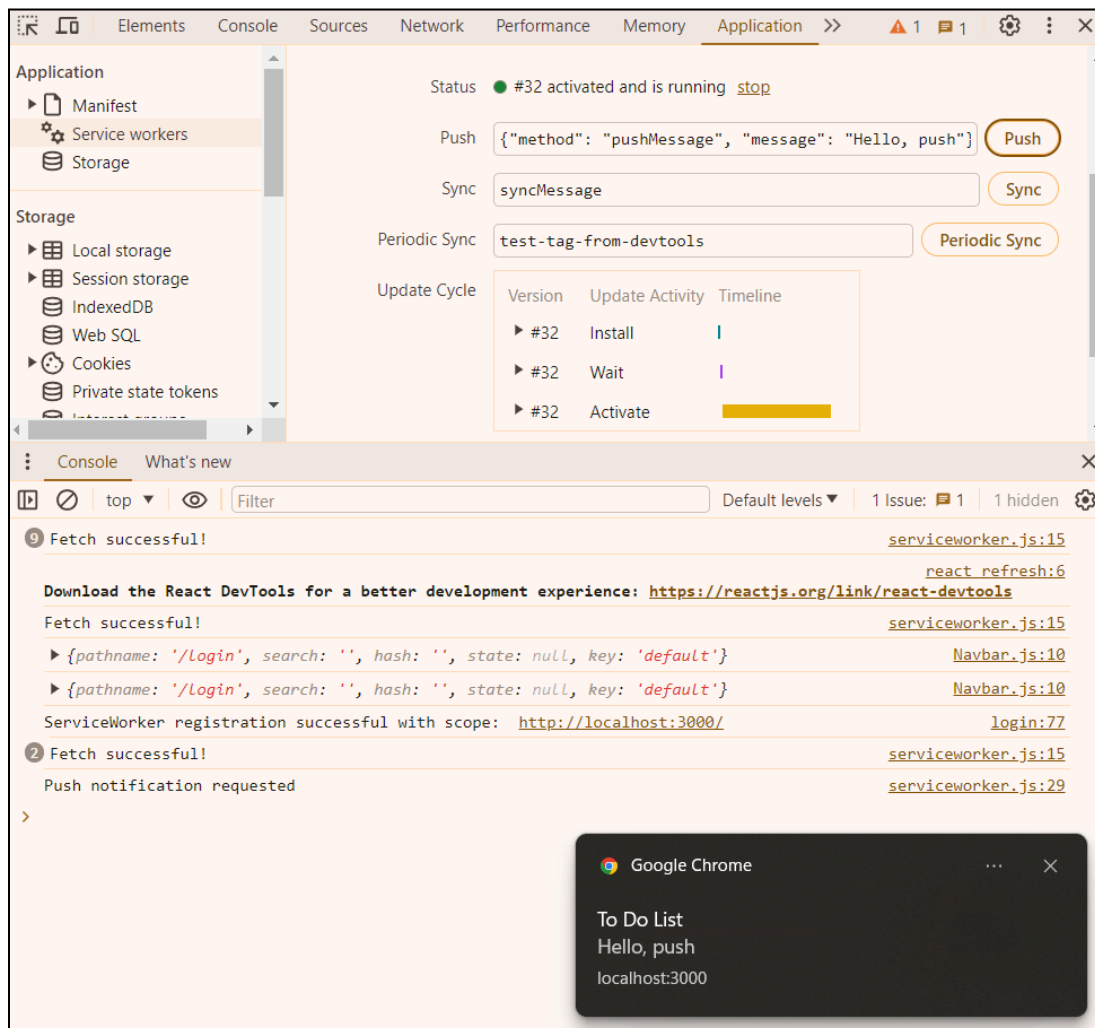 Elements Console Sources Network Performance Memory Application 1 1
Application
Manifest
Service workers
Storage
Storage
Local storage
Session storage
IndexedDB
Web SQL
Cookies
Private state tokens
Interest groups
Status #32 activated and is running stop
Push {"method": "pushMessage", "message": "Hello, push"} Push
Sync syncMessage Sync
Periodic Sync test-tag-from-devtools Periodic Sync
Update Cycle Version Update Activity Timeline
#32 Install
#32 Wait
#32 Activate
Console What's new
top Filter Default levels 1 Issue: 1 1 hidden
9 Fetch successful! serviceworker.js:15
react refresh:6
Download the React DevTools for a better development experience: https://reactjs.org/link/react-devtools
Fetch successful! serviceworker.js:15
{pathname: '/login', search: '', hash: '', state: null, key: 'default'} Navbar.js:10
{pathname: '/login', search: '', hash: '', state: null, key: 'default'} Navbar.js:10
ServiceWorker registration successful with scope: http://localhost:3000/ login:77
2 Fetch successful! serviceworker.js:15
Push notification requested serviceworker.js:29
Google Chrome
To Do List
Hello, push
localhost:3000